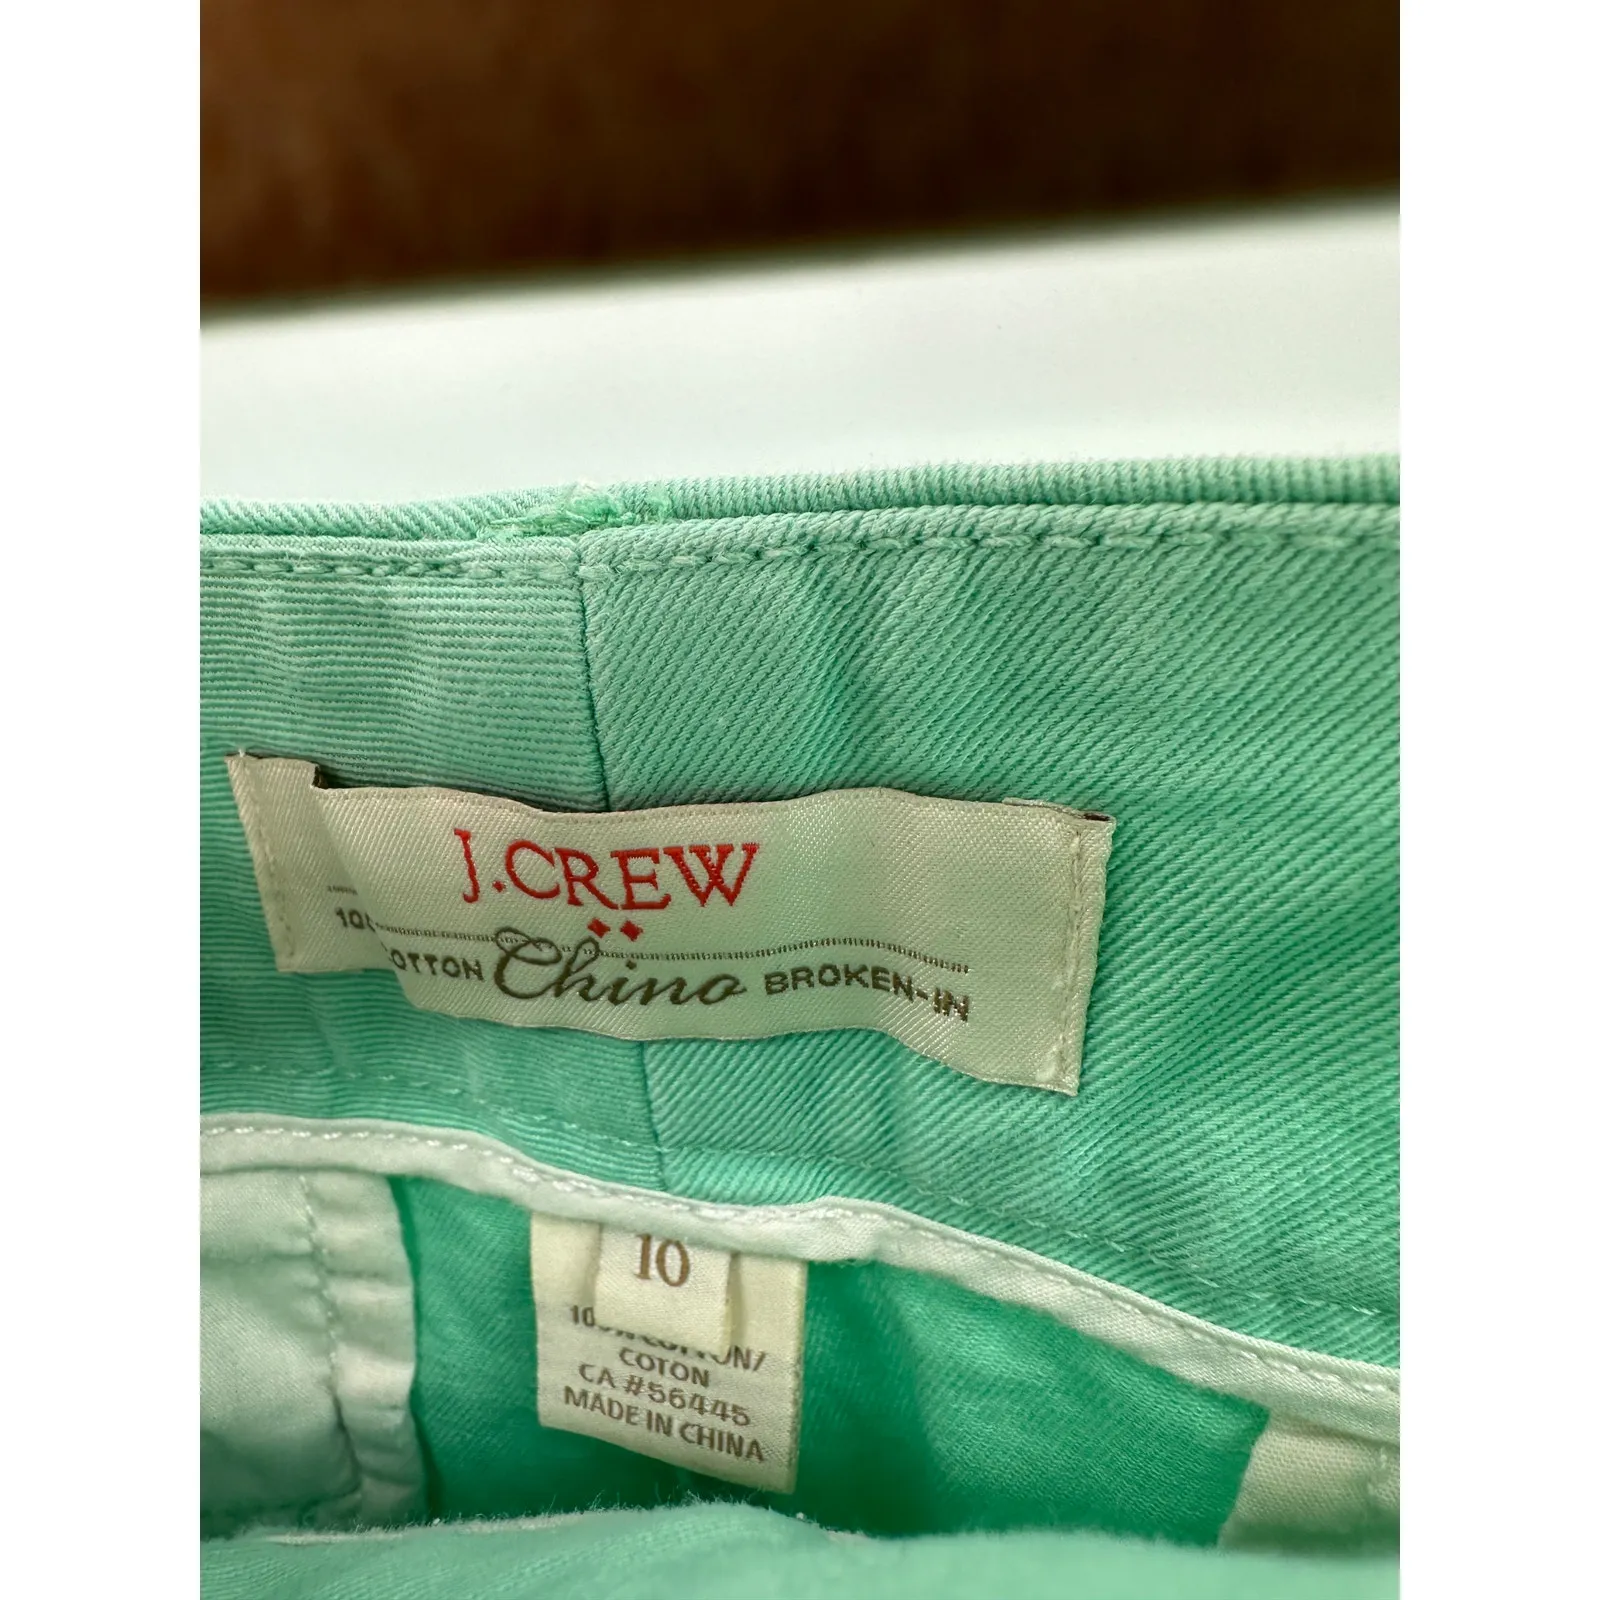 J.CREW
COTTON Chino BROKEN-IN
10
COTON
CA #56445
MADE IN CHINA